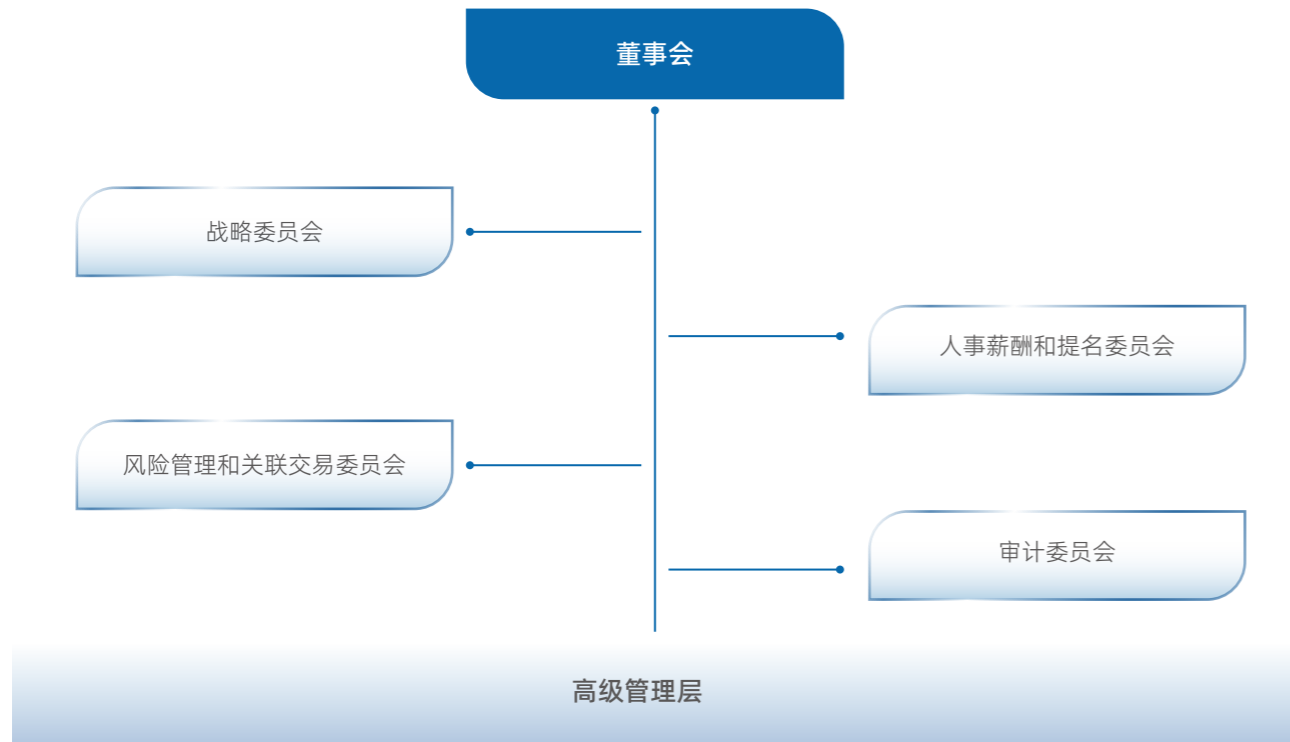 董事会
战略委员会
人事薪酬和提名委员会
风险管理和关联交易委员会
审计委员会
高级管理层